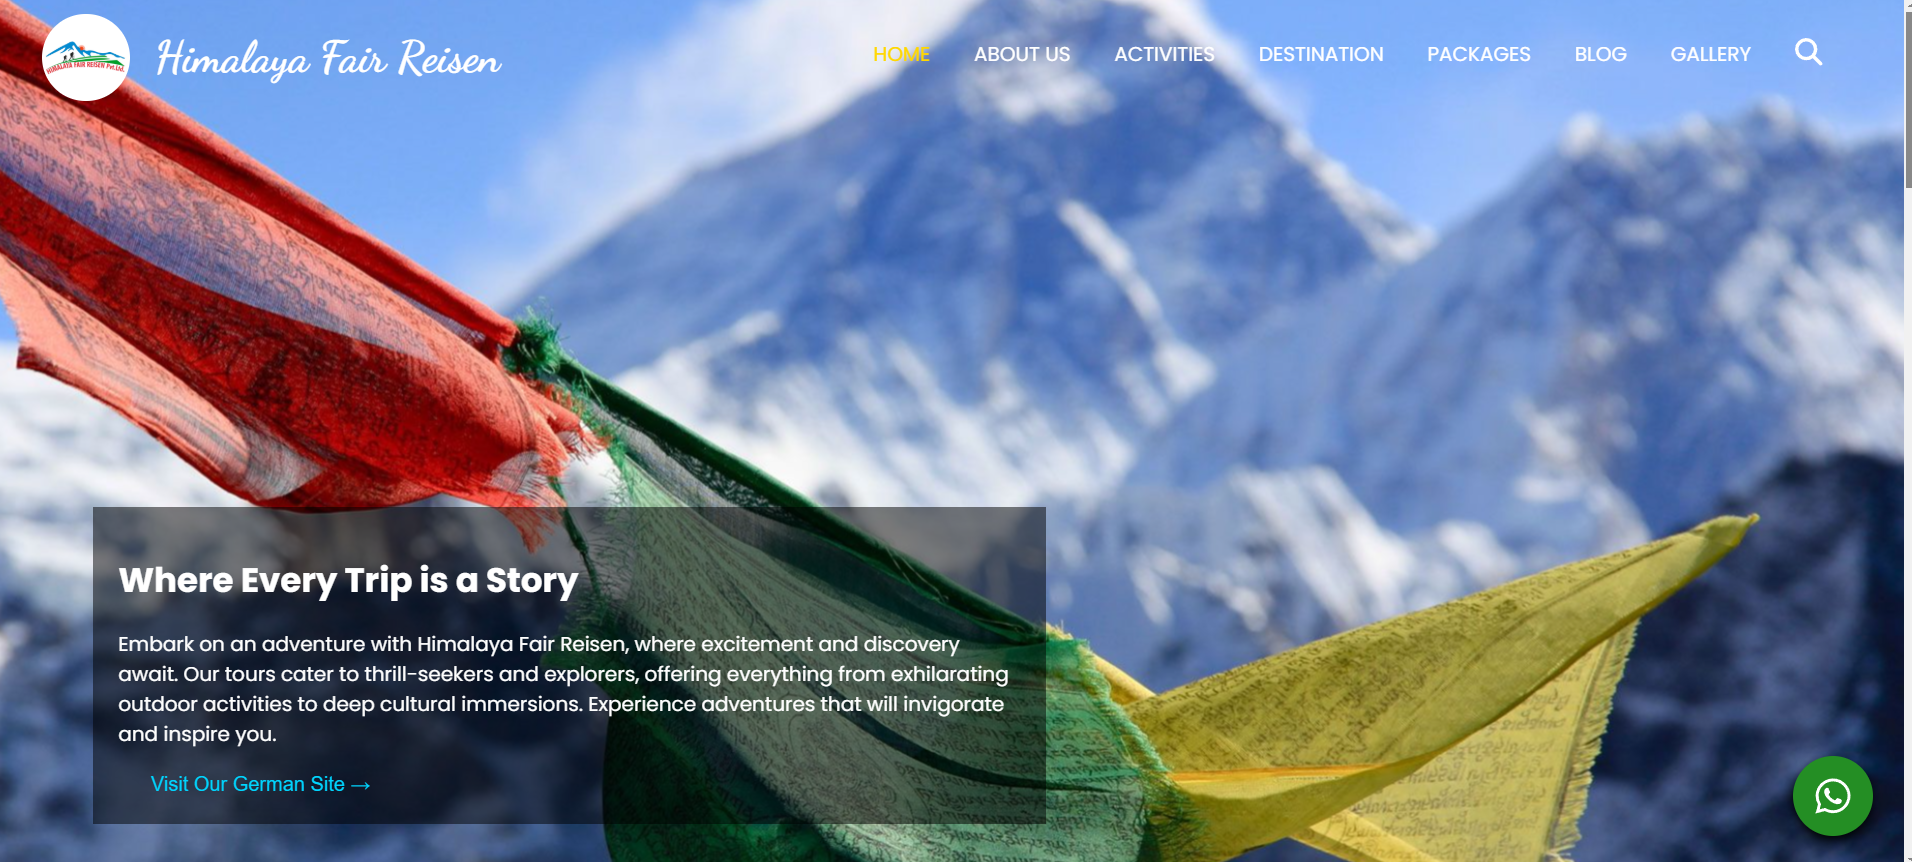 HIMALAYA FAIR REISEN Pvt.Ltd.
Himalaya Fair Reisen
HOME ABOUT US ACTIVITIES DESTINATION PACKAGES BLOG GALLERY
Where Every Trip is a Story
Embark on an adventure with Himalaya Fair Reisen, where excitement and discovery
await. Our tours cater to thrill-seekers and explorers, offering everything from exhilarating
outdoor activities to deep cultural immersions. Experience adventures that will invigorate
and inspire you.
Visit Our German Site →